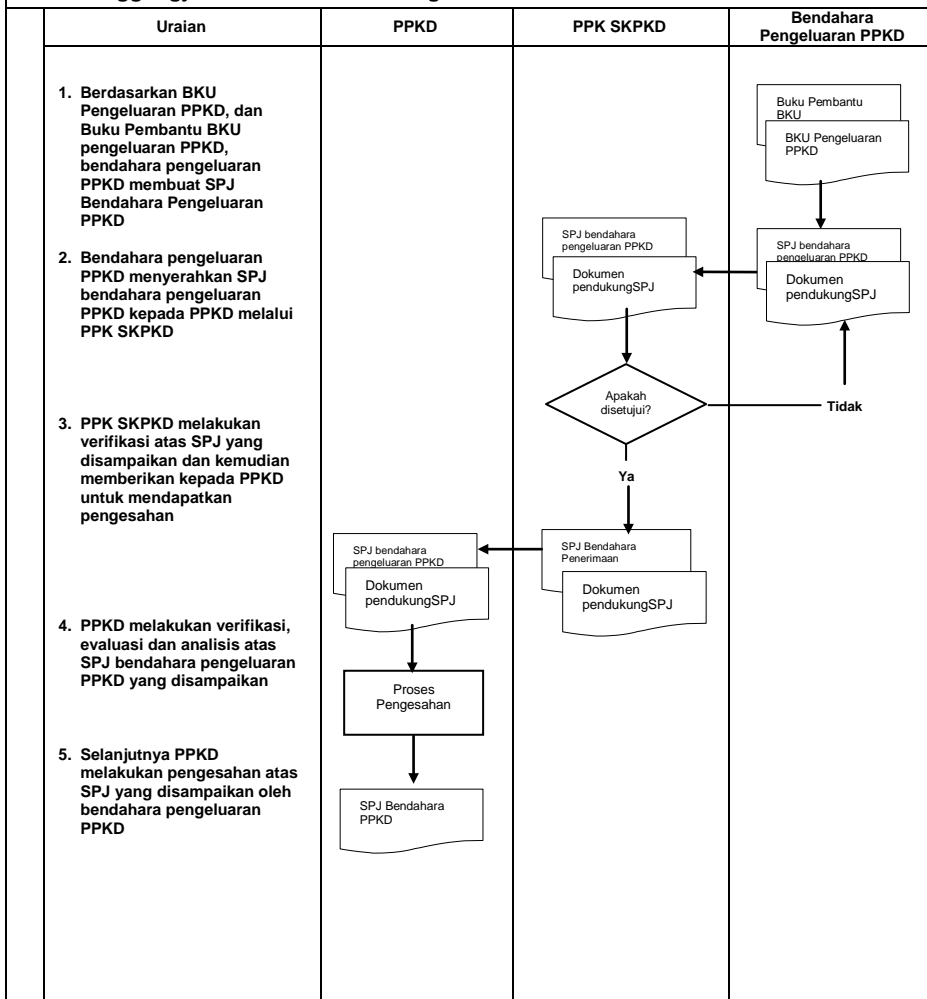 Uraian
PPKD
PPK SKPKD
Bendahara
Pengeluaran PPKD
1. Berdasarkan BKU
Pengeluaran PPKD, dan
Buku Pembantu BKU
pengeluaran PPKD,
bendahara pengeluaran
PPKD membuat SPJ
Bendahara Pengeluaran
PPKD
2. Bendahara pengeluaran
PPKD menyerahkan SPJ
bendahara pengeluaran
PPKD kepada PPKD melalui
PPK SKPKD
3. PPK SKPKD melakukan
verifikasi atas SPJ yang
disampaikan dan kemudian
memberikan kepada PPKD
untuk mendapatkan
pengesahan
4. PPKD melakukan verifikasi,
evaluasi dan analisis atas
SPJ bendahara pengeluaran
PPKD yang disampaikan
5. Selanjutnya PPKD
melakukan pengesahan atas
SPJ yang disampaikan oleh
bendahara pengeluaran
PPKD
SPJ bendahara
pengeluaran PPKD
Dokumen
pendukungSPJ
Proses
Pengesahan
SPJ Bendahara
PPKD
SPJ bendahara
pengeluaran PPKD
Dokumen
pendukungSPJ
Apakah
disetujui?
Ya
SPJ Bendahara
Penerimaan
Dokumen
pendukungSPJ
Buku Pembantu
BKU
BKU Pengeluaran
PPKD
SPJ bendahara
pengeluaran PPKD
Dokumen
pendukungSPJ
Tidak